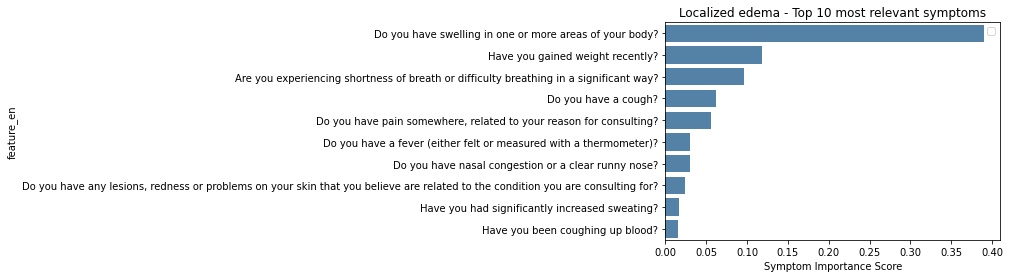 Localized edema - Top 10 most relevant symptoms
Do you have swelling in one or more areas of your body?
Have you gained weight recently?
Are you experiencing shortness of breath or difficulty breathing in a significant way?
Do you have a cough?
Do you have pain somewhere, related to your reason for consulting?
Do you have a fever (either felt or measured with a thermometer)?
Do you have nasal congestion or a clear runny nose?
Do you have any lesions, redness or problems on your skin that you believe are related to the condition you are consulting for?
Have you had significantly increased sweating?
Have you been coughing up blood?
feature_en
0.00 0.05 0.10 0.15 0.20 0.25 0.30 0.35 0.40
Symptom Importance Score